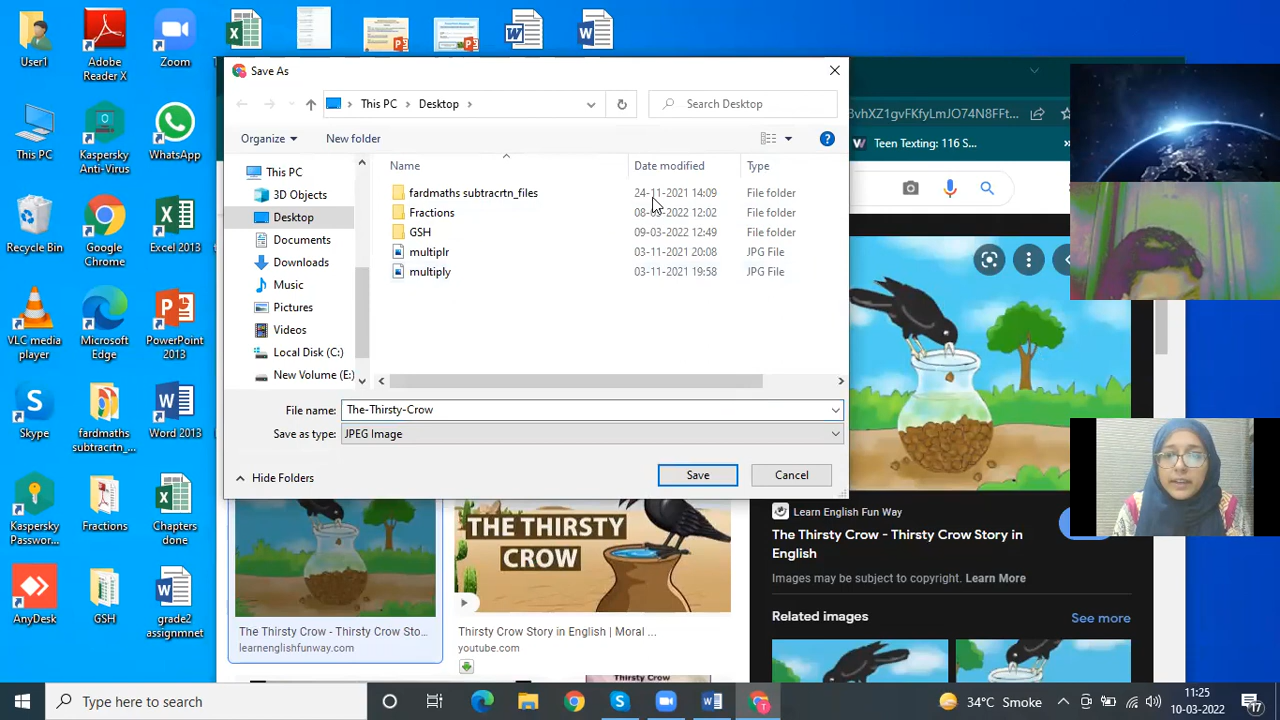 User1
Adobe
Reader X
Zoom
Save As
This PC
Desktop
Search Desktop
BvhXZ1gvFKfyLmJO74N8FFt...
Organize
New folder
Teen Texting: 116 S...
»
This PC
Kaspersky
Anti-Virus
WhatsApp
Name
Date modified
Type
This PC
3D Objects
Desktop
Documents
Downloads
Music
Pictures
Videos
Local Disk (C:)
New Volume (E:)
fardmaths subtracrtn_files
24-11-2021 14:09
File folder
Fractions
2022 12:02
File folder
GSH
09-03-2022 12:49
File folder
multiplr
03-11-2021 20:08
JPG File
multiply
03-11-2021 19:58
JPG File
Recycle Bin
Google
Chrome
Excel 2013
VLC media
player
Microsoft
Edge
PowerPoint
2013
File name:
The-Thirsty-Crow
Save as type:
JPEG Image
Hide Folders
Save
Cancel
Skype
fardmaths
subtracrtn_...
Word 2013
Kaspersky
Passwor...
Fractions
Chapters
done
AnyDesk
GSH
grade2
assignmnet
THE THIRSTY
CROW
The Thirsty Crow - Thirsty Crow Sto...
learnenglishfunway.com
Thirsty Crow Story in English | Moral ...
youtube.com
Thirsty Crow
Learn English Fun Way
The Thirsty Crow - Thirsty Crow Story in
English
Images may be subject to copyright. Learn More
Related images
See more
Type here to search
34°C Smoke
11:25
10-03-2022
17